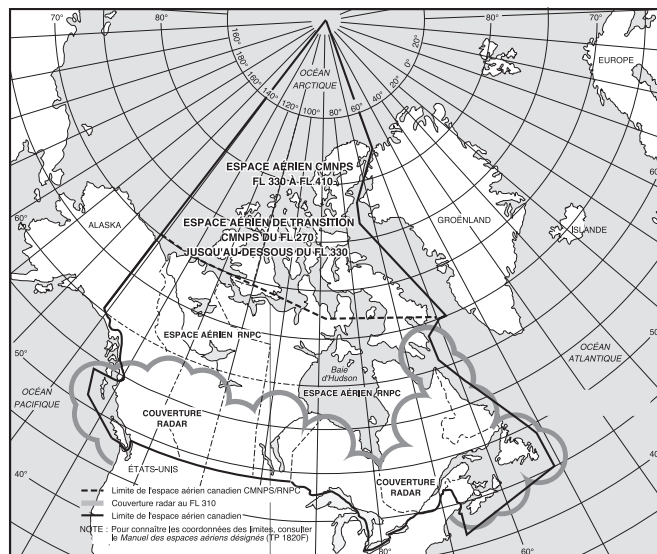 70°
80°
80°
70°
160°
180°
180°
160°
140°
120°
100°
80°
60°
40°
20°
0°
20°
EUROPE
OCÉAN
ARCTIQUE
60°
60°
ESPACE AÉRIEN CMNPS
FL 330 À FL 410
ALASKA
ESPACE AÉRIEN DE TRANSITION
CMNPS DU FL 270
JUSQU'AU-DESSOUS DU FL 330
GROËNLAND
ISLANDE
50°
50°
ESPACE AÉRIEN RNPC
OCÉAN
ATLANTIQUE
Baie
d'Hudson
ESPACE AÉRIEN RNPC
OCÉAN
PACIFIQUE
COUVERTURE
RADAR
40°
40°
ÉTATS-UNIS
COUVERTURE
RADAR
Limite de l'espace aérien canadien CMNPS/RNPC
Couverture radar au FL 310
Limite de l'espace aérien canadien
NOTE : Pour connaître les coordonnées des limites, consulter
le Manuel des espaces aériens désignés (TP 1820F)
80°
60°